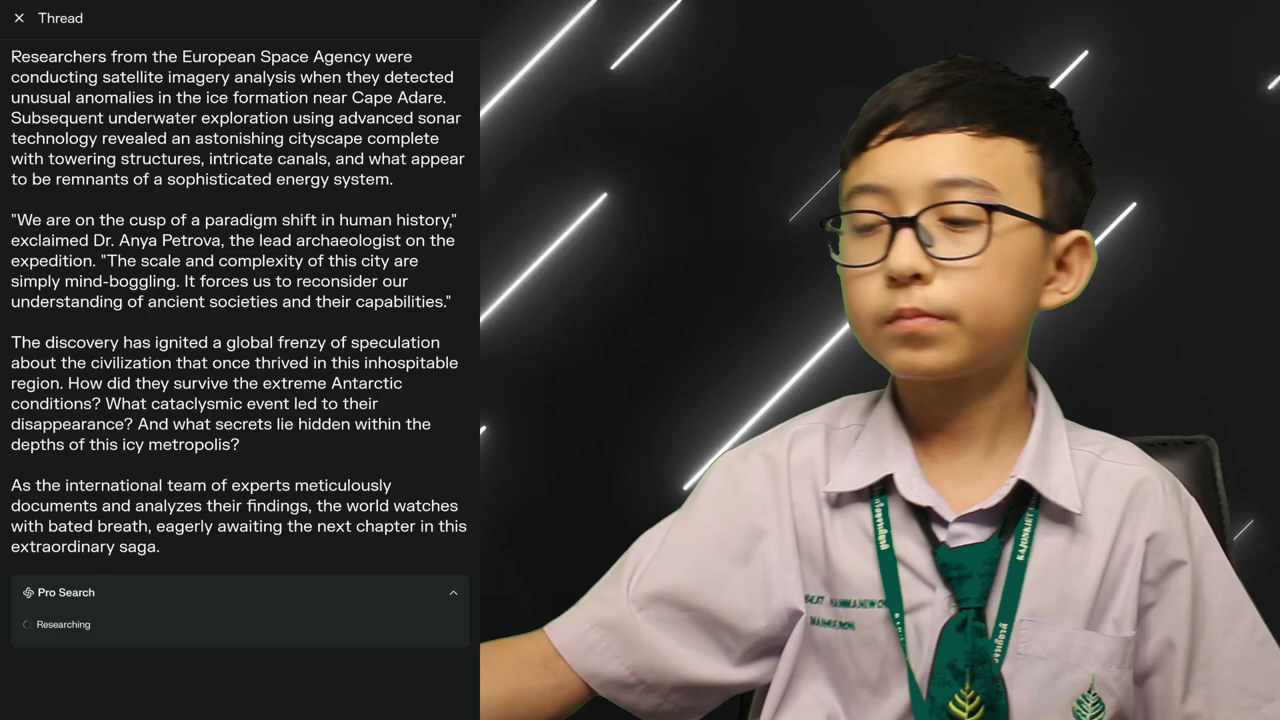 Thread
Researchers from the European Space Agency were
conducting satellite imagery analysis when they detected
unusual anomalies in the ice formation near Cape Adare.
Subsequent underwater exploration using advanced sonar
technology revealed an astonishing cityscape complete
with towering structures, intricate canals, and what appear
to be remnants of a sophisticated energy system.
"We are on the cusp of a paradigm shift in human history,"
exclaimed Dr. Anya Petrova, the lead archaeologist on the
expedition. "The scale and complexity of this city are
simply mind-boggling. It forces us to reconsider our
understanding of ancient societies and their capabilities."
The discovery has ignited a global frenzy of speculation
about the civilization that once thrived in this inhospitable
region. How did they survive the extreme Antarctic
conditions? What cataclysmic event led to their
disappearance? And what secrets lie hidden within the
depths of this icy metropolis?
As the international team of experts meticulously
documents and analyzes their findings, the world watches
with bated breath, eagerly awaiting the next chapter in this
extraordinary saga.
Pro Search
Researching